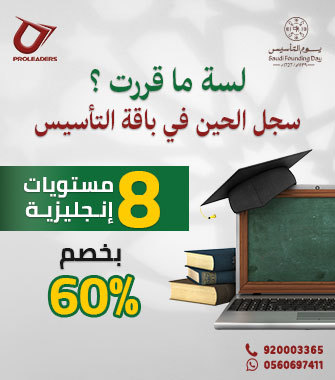 PROLEADERS
يـــوم التأسيس
Saudi Founding Day
لسة ما قررت ؟
سجل الحين في باقة التأسيس
8 مستويات
إنجليزية
بخصم
60%
920003365
0560697411